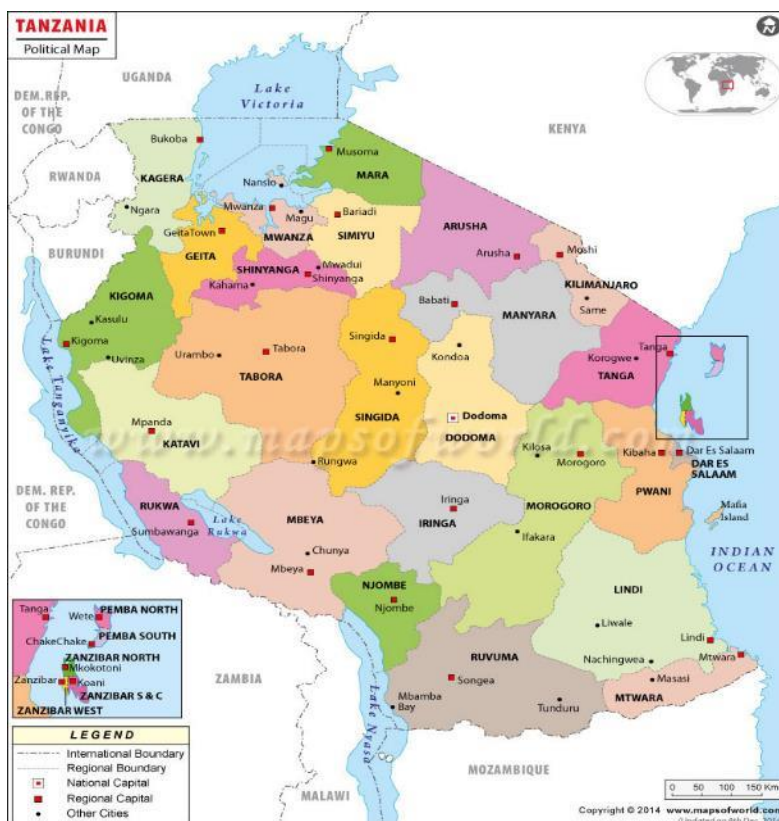 TANZANIA
Political Map
UGANDA
DEM. REP.
OF THE
CONGO
Lake
Victoria
KENYA
RWANDA
BURUNDI
Bukoba
KAGERA
Ngara
Musoma
MARA
Nansio
Mwanza
Magu
MWANZA
Bariadi
SIMIYU
GeitaTown
GEITA
ARUSHA
Arusha
Moshi
KILIMANJARO
Same
SHINYANGA
Mwadui
Shinyanga
Kahama
KIGOMA
Kasulu
Kigoma
Uvinza
Lake Tanganyika
Babati
MANYARA
Singida
Manyoni
SINGIDA
Kondoa
Dodoma
DODOMA
Urambo
Tabora
TABORA
Tanga
Korogwe
TANGA
Mpanda
KATAVI
www.mapsofworld.com
Rungwa
Kilosa
Morogoro
MOROGORO
Ifakara
Kibaha
Dar Es Salaam
DAR ES
SALAAM
PWANI
Mafia
Island
DEM. REP.
OF THE
CONGO
RUKWA
Sumbawanga
Lake
Rukwa
MBEYA
Chunya
Mbeya
Iringa
IRINGA
INDIAN
OCEAN
NJOMBE
Njombe
LINDI
Liwale
Lindi
Nachingwea
Mtwara
Masasi
MTWARA
RUVUMA
Songea
Mbamba
Bay
Tunduru
Lake Nyasa
ZAMBIA
MALAWI
MOZAMBIQUE
Tanga
Wete
PEMBA NORTH
ChakeChake
PEMBA SOUTH
ZANZIBAR NORTH
Mkokotoni
Zanzibar
Koani
ZANZIBAR S & C
ZANZIBAR WEST
LEGEND
International Boundary
Regional Boundary
National Capital
Regional Capital
Other Cities
0 50 100 150 Km
Copyright © 2014 www.mapsofworld.com